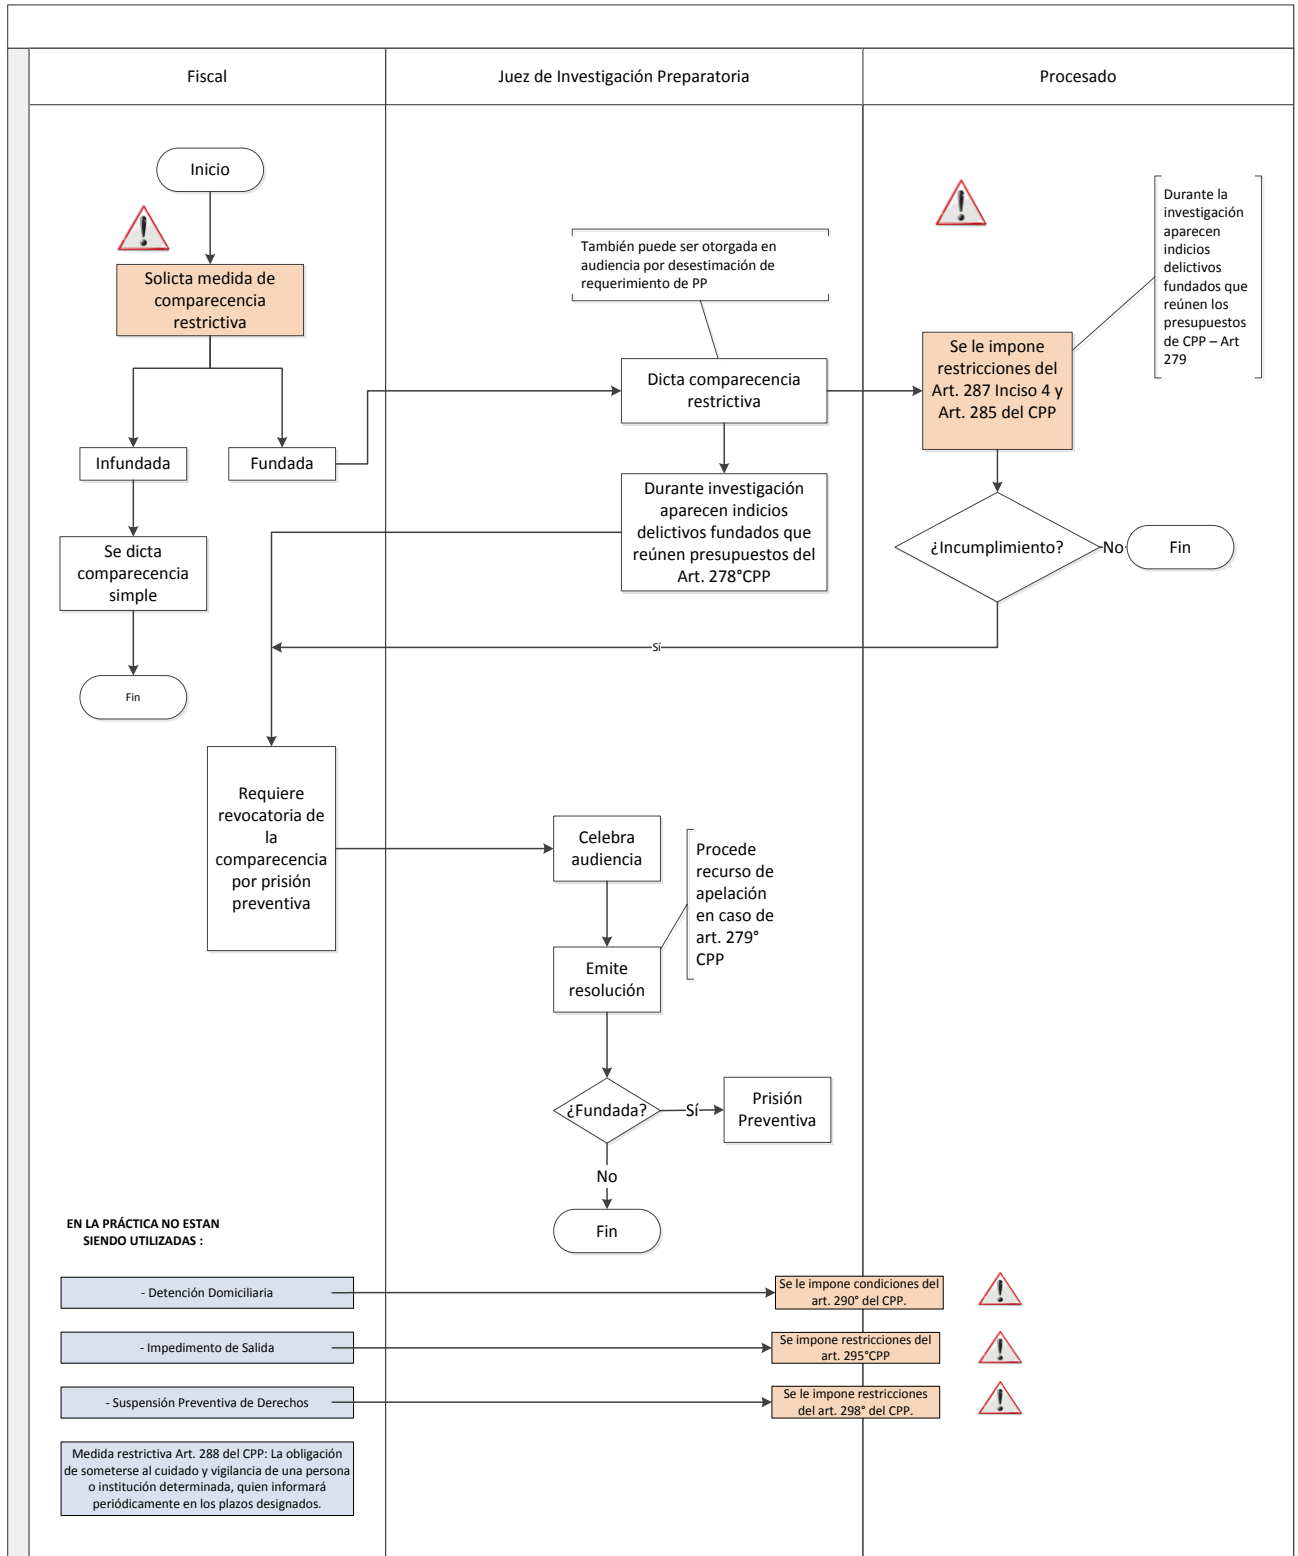 Fiscal
Juez de Investigación Preparatoria
Procesado
Inicio
Solicta medida de
comparecencia
restrictiva
Infundada
Fundada
Se dicta
comparecencia
simple
Fin
También puede ser otorgada en
audiencia por desestimación de
requerimiento de PP
Dicta comparecencia
restrictiva
Durante investigación
aparecen indicios
delictivos fundados que
reúnen presupuestos del
Art. 278°CPP
Durante la
investigación
aparecen
indicios
delictivos
fundados que
reúnen los
presupuestos
de CPP – Art
279
Se le impone
restricciones del
Art. 287 Inciso 4 y
Art. 285 del CPP
¿Incumplimiento?
No
Fin
Sí
Requiere
revocatoria de
la
comparecencia
por prisión
preventiva
Celebra
audiencia
Procede
recurso de
apelación
en caso de
art. 279°
CPP
Emite
resolución
¿Fundada?
Sí
Prisión
Preventiva
No
Fin
EN LA PRÁCTICA NO ESTAN
SIENDO UTILIZADAS :
- Detención Domiciliaria
Se le impone condiciones del
art. 290° del CPP.
- Impedimento de Salida
Se impone restricciones del
art. 295°CPP
- Suspensión Preventiva de Derechos
Se le impone restricciones
del art. 298° del CPP.
Medida restrictiva Art. 288 del CPP: La obligación
de someterse al cuidado y vigilancia de una persona
o institución determinada, quien informará
periódicamente en los plazos designados.